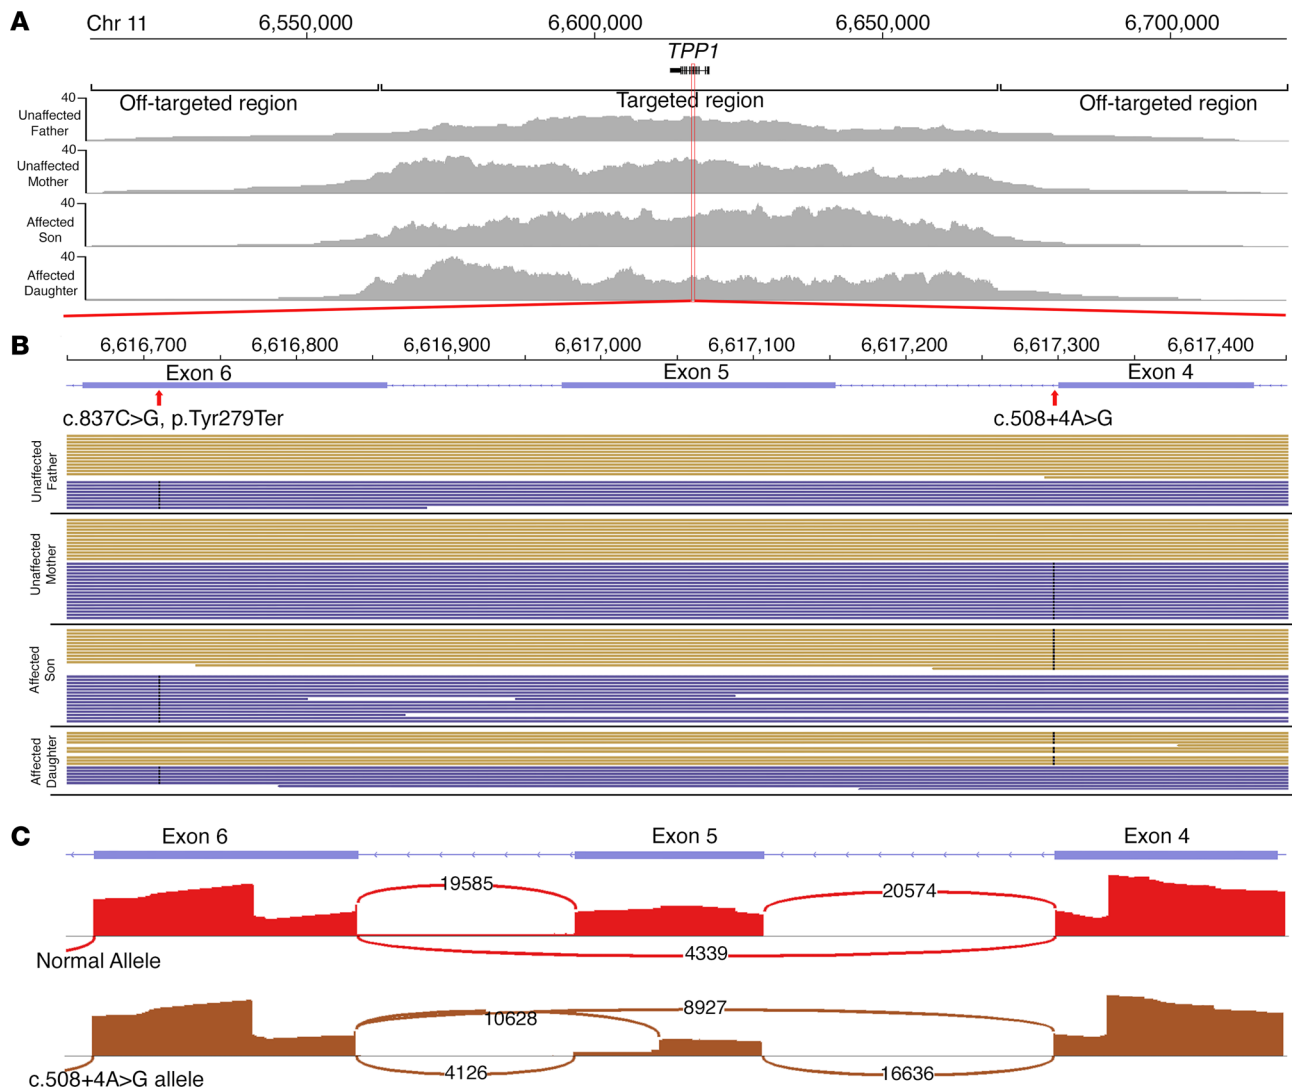 A
Chr 11 6,550,000 6,600,000 6,650,000 6,700,000
TPP1
Off-targeted region Targeted region Off-targeted region
40
Unaffected
Father
40
Unaffected
Mother
40
Affected
Son
40
Affected
Daughter
B
6,616,700 6,616,800 6,616,900 6,617,000 6,617,100 6,617,200 6,617,300 6,617,400
Exon 6 Exon 5 Exon 4
c.837C>G, p.Tyr279Ter c.508+4A>G
Unaffected
Father
Unaffected
Mother
Affected
Son
Affected
Daughter
C
Exon 6 Exon 5 Exon 4
19585 20574
4339
Normal Allele
8927
10628
4126 16636
c.508+4A>G allele